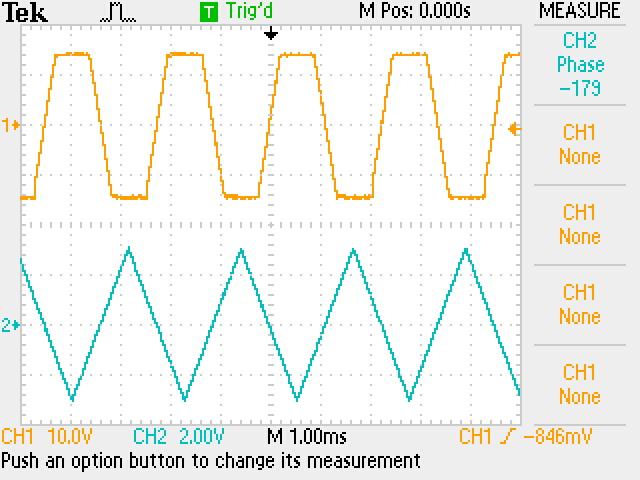 Tek T Trig'd M Pos: 0.000s MEASURE
CH2
Phase
-179
1
CH1
None
CH1
None
CH1
None
2
CH1
None
CH1 10.0V CH2 2.00V M 1.00ms CH1 -846mV
Push an option button to change its measurement